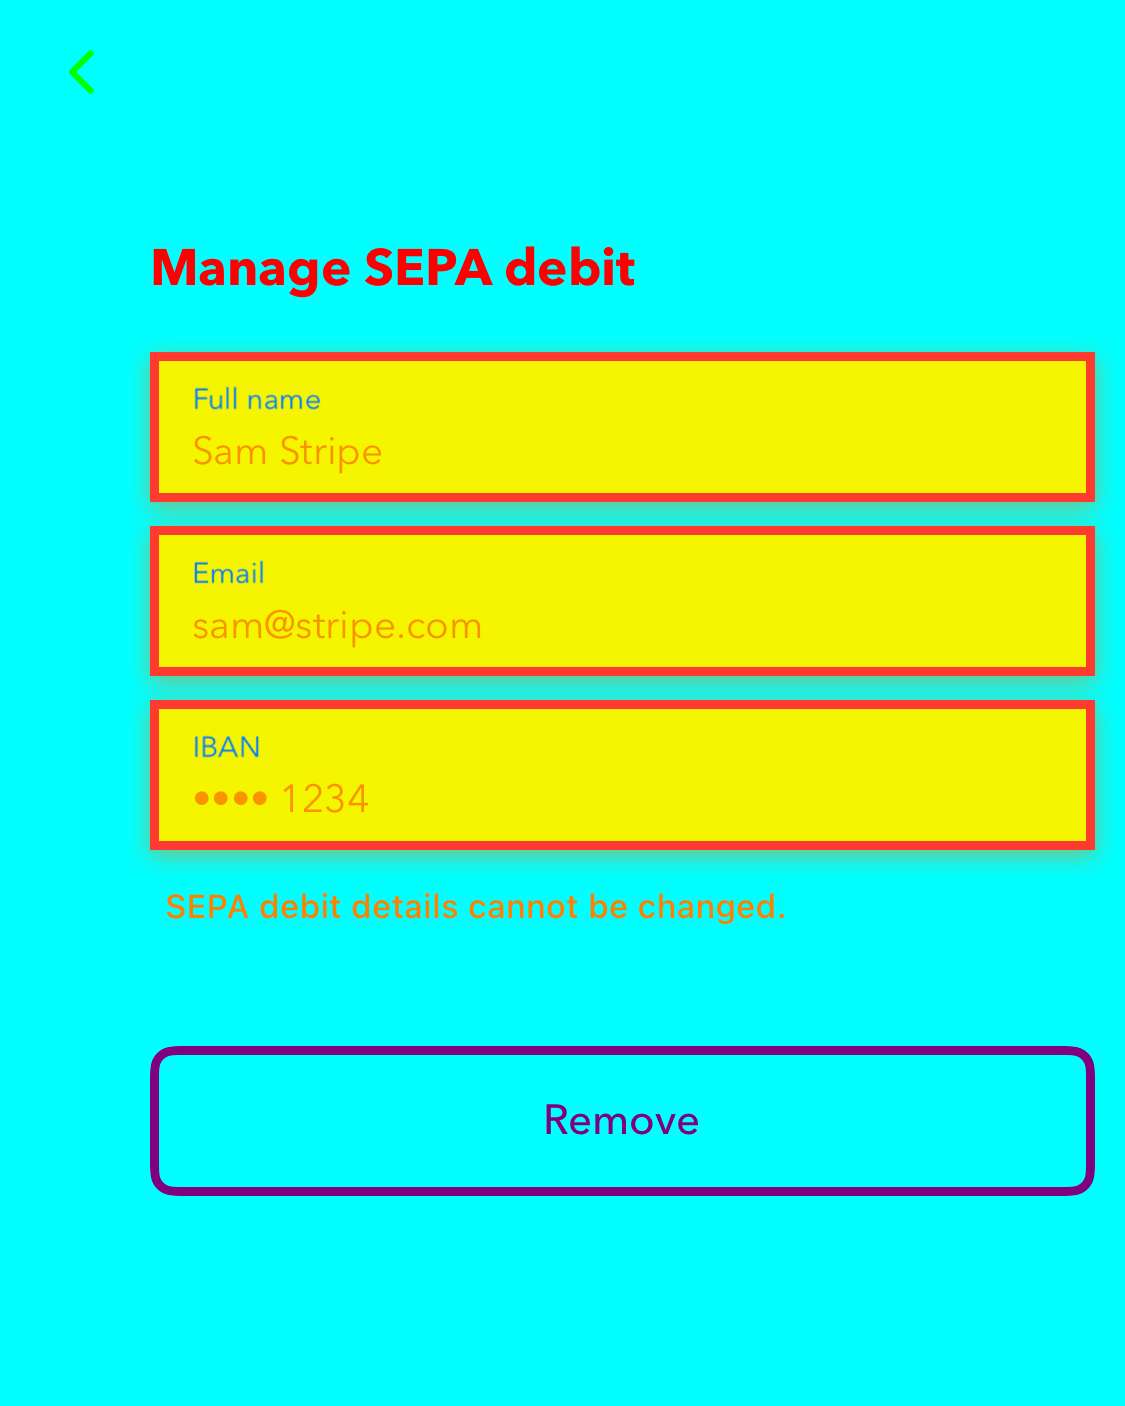 Manage SEPA debit
Full name
Sam Stripe
Email
sam@stripe.com
IBAN
•••• 1234
SEPA debit details cannot be changed.
Remove